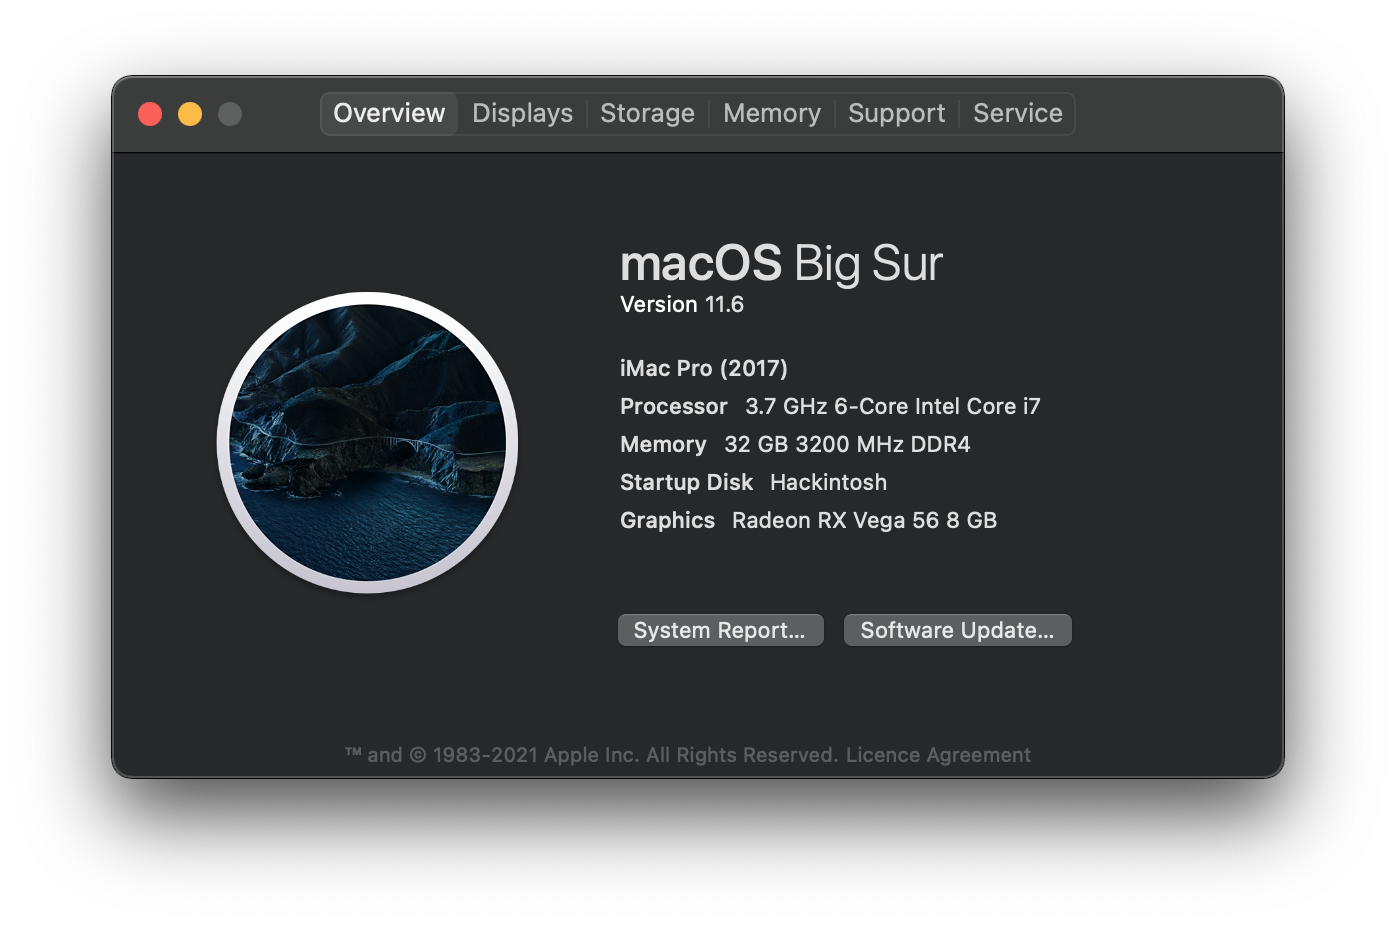 Overview Displays Storage Memory Support Service
macOS Big Sur
Version 11.6
iMac Pro (2017)
Processor 3.7 GHz 6-Core Intel Core i7
Memory 32 GB 3200 MHz DDR4
Startup Disk Hackintosh
Graphics Radeon RX Vega 56 8 GB
System Report... Software Update...
™ and © 1983-2021 Apple Inc. All Rights Reserved. Licence Agreement